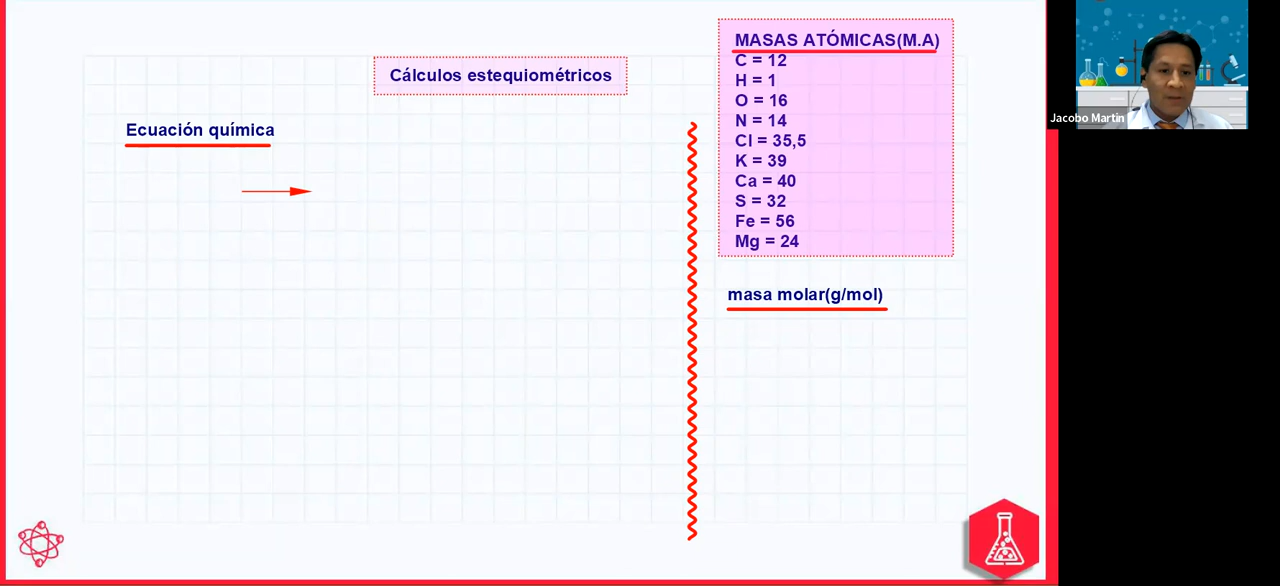 Cálculos estequiométricos
Ecuación química
MASAS ATÓMICAS(M.A)
C = 12
H = 1
O = 16
N = 14
Cl = 35,5
K = 39
Ca = 40
S = 32
Fe = 56
Mg = 24
masa molar(g/mol)
Jacobo Martin